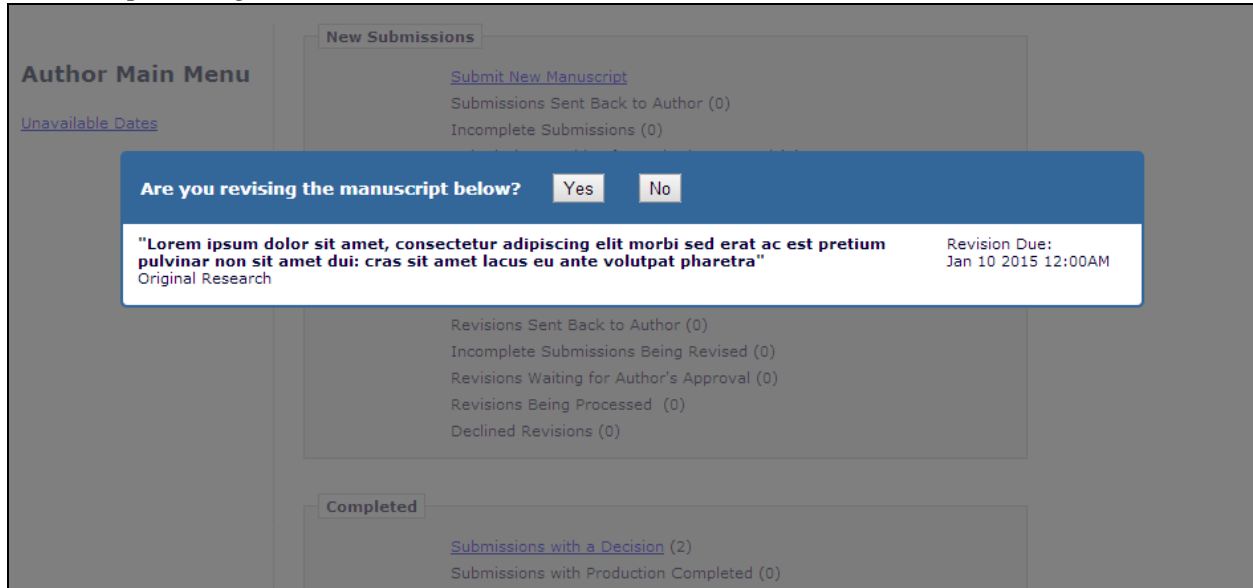 New Submissions
Author Main Menu
Submit New Manuscript
Submissions Sent Back to Author (0)
Unavailable Dates
Incomplete Submissions (0)
Are you revising the manuscript below? Yes No
"Lorem ipsum dolor sit amet, consectetur adipiscing elit morbi sed erat ac est pretium
pulvinar non sit amet dui: cras sit amet lacus eu ante volutpat pharetra"
Original Research
Revision Due:
Jan 10 2015 12:00AM
Revisions Sent Back to Author (0)
Incomplete Submissions Being Revised (0)
Revisions Waiting for Author's Approval (0)
Revisions Being Processed (0)
Declined Revisions (0)
Completed
Submissions with a Decision (2)
Submissions with Production Completed (0)